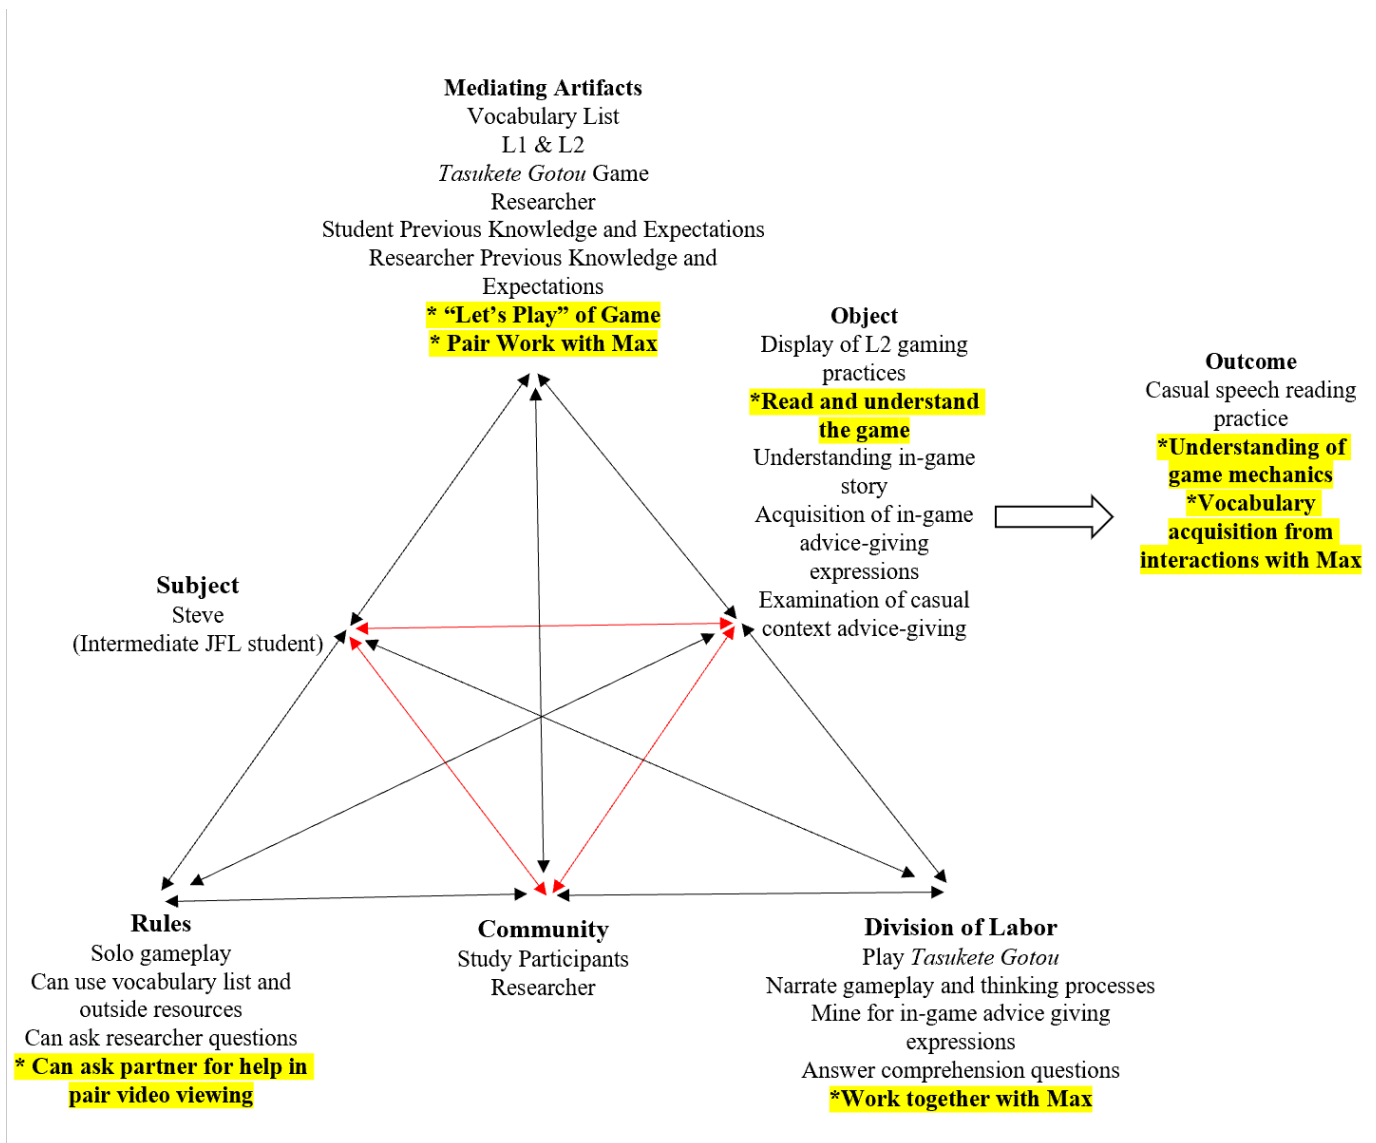 Mediating Artifacts
Vocabulary List
L1 & L2
Tasukete Gotou Game
Researcher
Student Previous Knowledge and Expectations
Researcher Previous Knowledge and
Expectations
* “Let’s Play” of Game
* Pair Work with Max
Object
Display of L2 gaming
practices
*Read and understand
the game
Understanding in-game
story
Acquisition of in-game
advice-giving
expressions
Examination of casual
context advice-giving
Outcome
Casual speech reading
practice
*Understanding of
game mechanics
*Vocabulary
acquisition from
interactions with Max
Subject
Steve
(Intermediate JFL student)
Rules
Solo gameplay
Can use vocabulary list and
outside resources
Can ask researcher questions
* Can ask partner for help in
pair video viewing
Community
Study Participants
Researcher
Division of Labor
Play Tasukete Gotou
Narrate gameplay and thinking processes
Mine for in-game advice giving
expressions
Answer comprehension questions
*Work together with Max